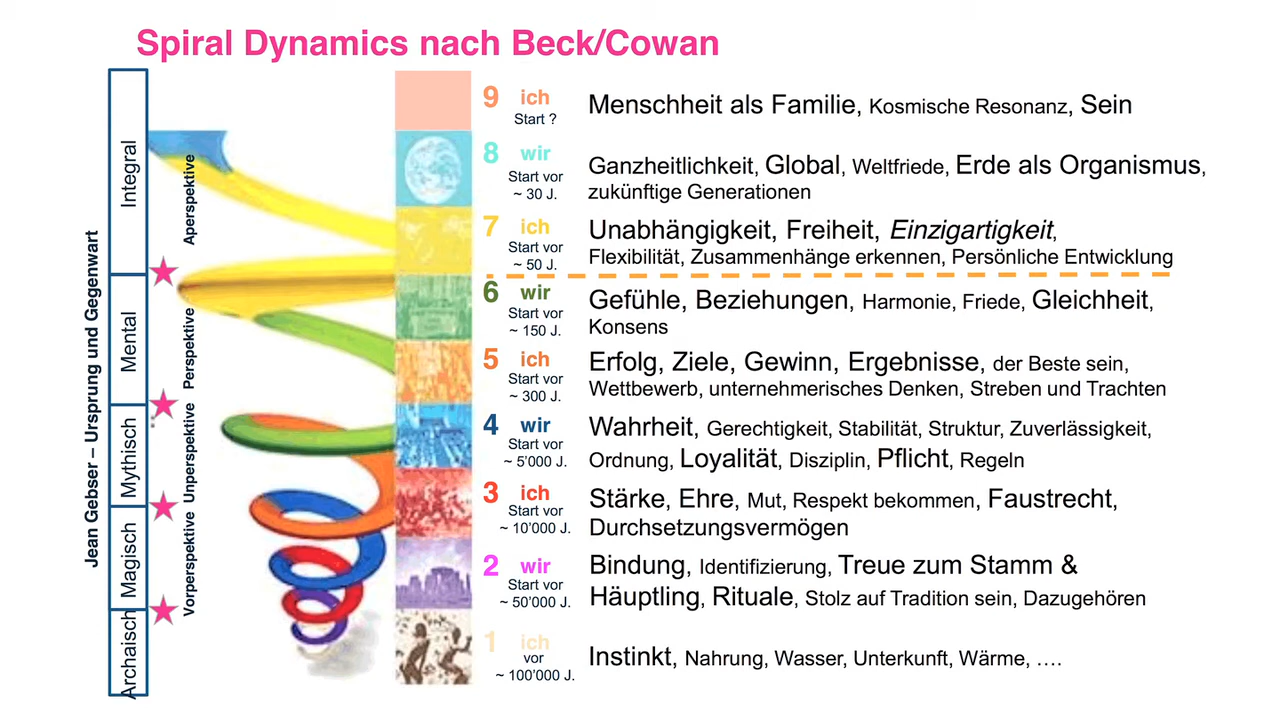 Spiral Dynamics nach Beck/Cowan
Jean Gebser – Ursprung und Gegenwart
Integral
Mental
Mythisch
Magisch
Archaisch
Aperspektive
Perspektive
Unperspektive
Vorperspektive
9 ich
Start ?
Menschheit als Familie, Kosmische Resonanz, Sein
8 wir
Start vor
~ 30 J.
Ganzheitlichkeit, Global, Weltfriede, Erde als Organismus,
zukünftige Generationen
7 ich
Start vor
~ 50 J.
Unabhängigkeit, Freiheit, Einzigartigkeit,
Flexibilität, Zusammenhänge erkennen, Persönliche Entwicklung
6 wir
Start vor
~ 150 J.
Gefühle, Beziehungen, Harmonie, Friede, Gleichheit,
Konsens
5 ich
Start vor
~ 300 J.
Erfolg, Ziele, Gewinn, Ergebnisse, der Beste sein,
Wettbewerb, unternehmerisches Denken, Streben und Trachten
4 wir
Start vor
~ 5’000 J.
Wahrheit, Gerechtigkeit, Stabilität, Struktur, Zuverlässigkeit,
Ordnung, Loyalität, Disziplin, Pflicht, Regeln
3 ich
Start vor
~ 10’000 J.
Stärke, Ehre, Mut, Respekt bekommen, Faustrecht,
Durchsetzungsvermögen
2 wir
Start vor
~ 50’000 J.
Bindung, Identifizierung, Treue zum Stamm &
Häuptling, Rituale, Stolz auf Tradition sein, Dazugehören
1 ich
vor
~ 100’000 J.
Instinkt, Nahrung, Wasser, Unterkunft, Wärme, ….